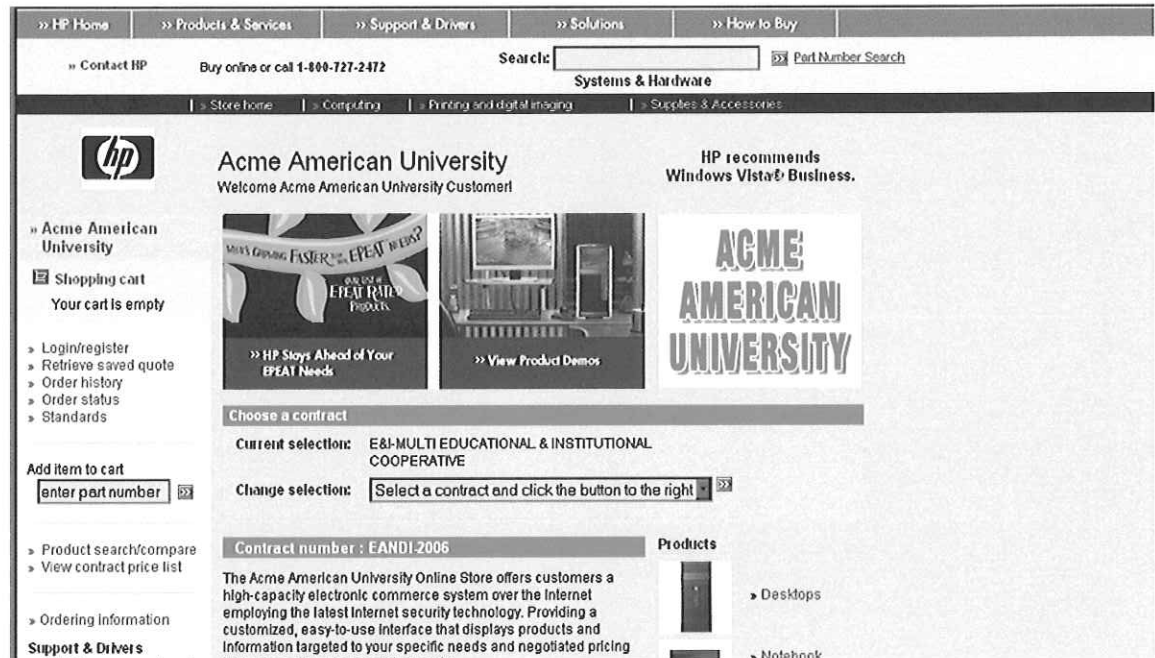 » HP Home » Products & Services » Support & Drivers » Solutions » How to Buy
» Contact HP Buy online or call 1-800-727-2472 Search: Part Number Search
Systems & Hardware
» Store home » Computing » Printing and digital imaging » Supplies & Accessories
hp
Acme American University
Welcome Acme American University Customer!
HP recommends
Windows Vista® Business.
» Acme American
University
Shopping cart
Your cart is empty
» Login/register
» Retrieve saved quote
» Order history
» Order status
» Standards
Add item to cart
enter part number
» Product search/compare
» View contract price list
» Ordering information
Support & Drivers
FASTER EPEAT NEEDS?
OUR LIST OF
EPEAT RATED
PRODUCTS
» HP Stays Ahead of Your
EPEAT Needs
» View Product Demos
ACME
AMERICAN
UNIVERSITY
Choose a contract
Current selection: E&I-MULTI EDUCATIONAL & INSTITUTIONAL
COOPERATIVE
Change selection: Select a contract and click the button to the right
Contract number : EANDI-2006
The Acme American University Online Store offers customers a
high-capacity electronic commerce system over the Internet
employing the latest Internet security technology. Providing a
customized, easy-to-use interface that displays products and
information targeted to your specific needs and negotiated pricing
Products
» Desktops
» Notebook